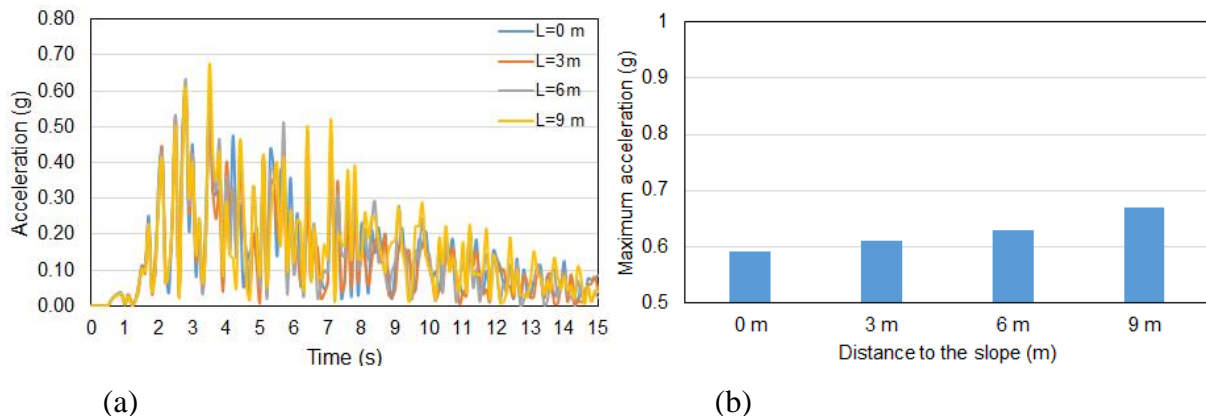 0.80
0.70
0.60
0.50
0.40
0.30
0.20
0.10
0.00
Acceleration (g)
L=0 m
L=3m
L=6m
L=9 m
0 1 2 3 4 5 6 7 8 9 10 11 12 13 14 15
Time (s)
(a)
1
0.9
0.8
0.7
0.6
0.5
Maximum acceleration (g)
0 m 3 m 6 m 9 m
Distance to the slope (m)
(b)